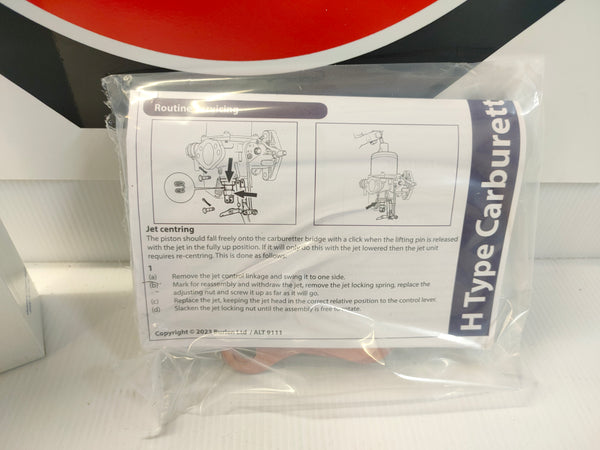 Routine Servicing
H Type Carburett
Jet centring
The piston should fall freely onto the carburetter bridge with a click when the lifting pin is released
with the jet in the fully up position. If it will only do this with the jet lowered then the jet unit
requires re-centring. This is done as follows:
1
(a) Remove the jet control linkage and swing it to one side.
(b) Mark for reassembly and withdraw the jet, remove the jet locking spring, replace the
adjusting nut and screw it up as far as it will go.
(c) Replace the jet, keeping the jet head in the correct relative position to the control lever.
(d) Slacken the jet locking nut until the assembly is free to rotate.
Copyright © 2023 Burlen Ltd / ALT 9111